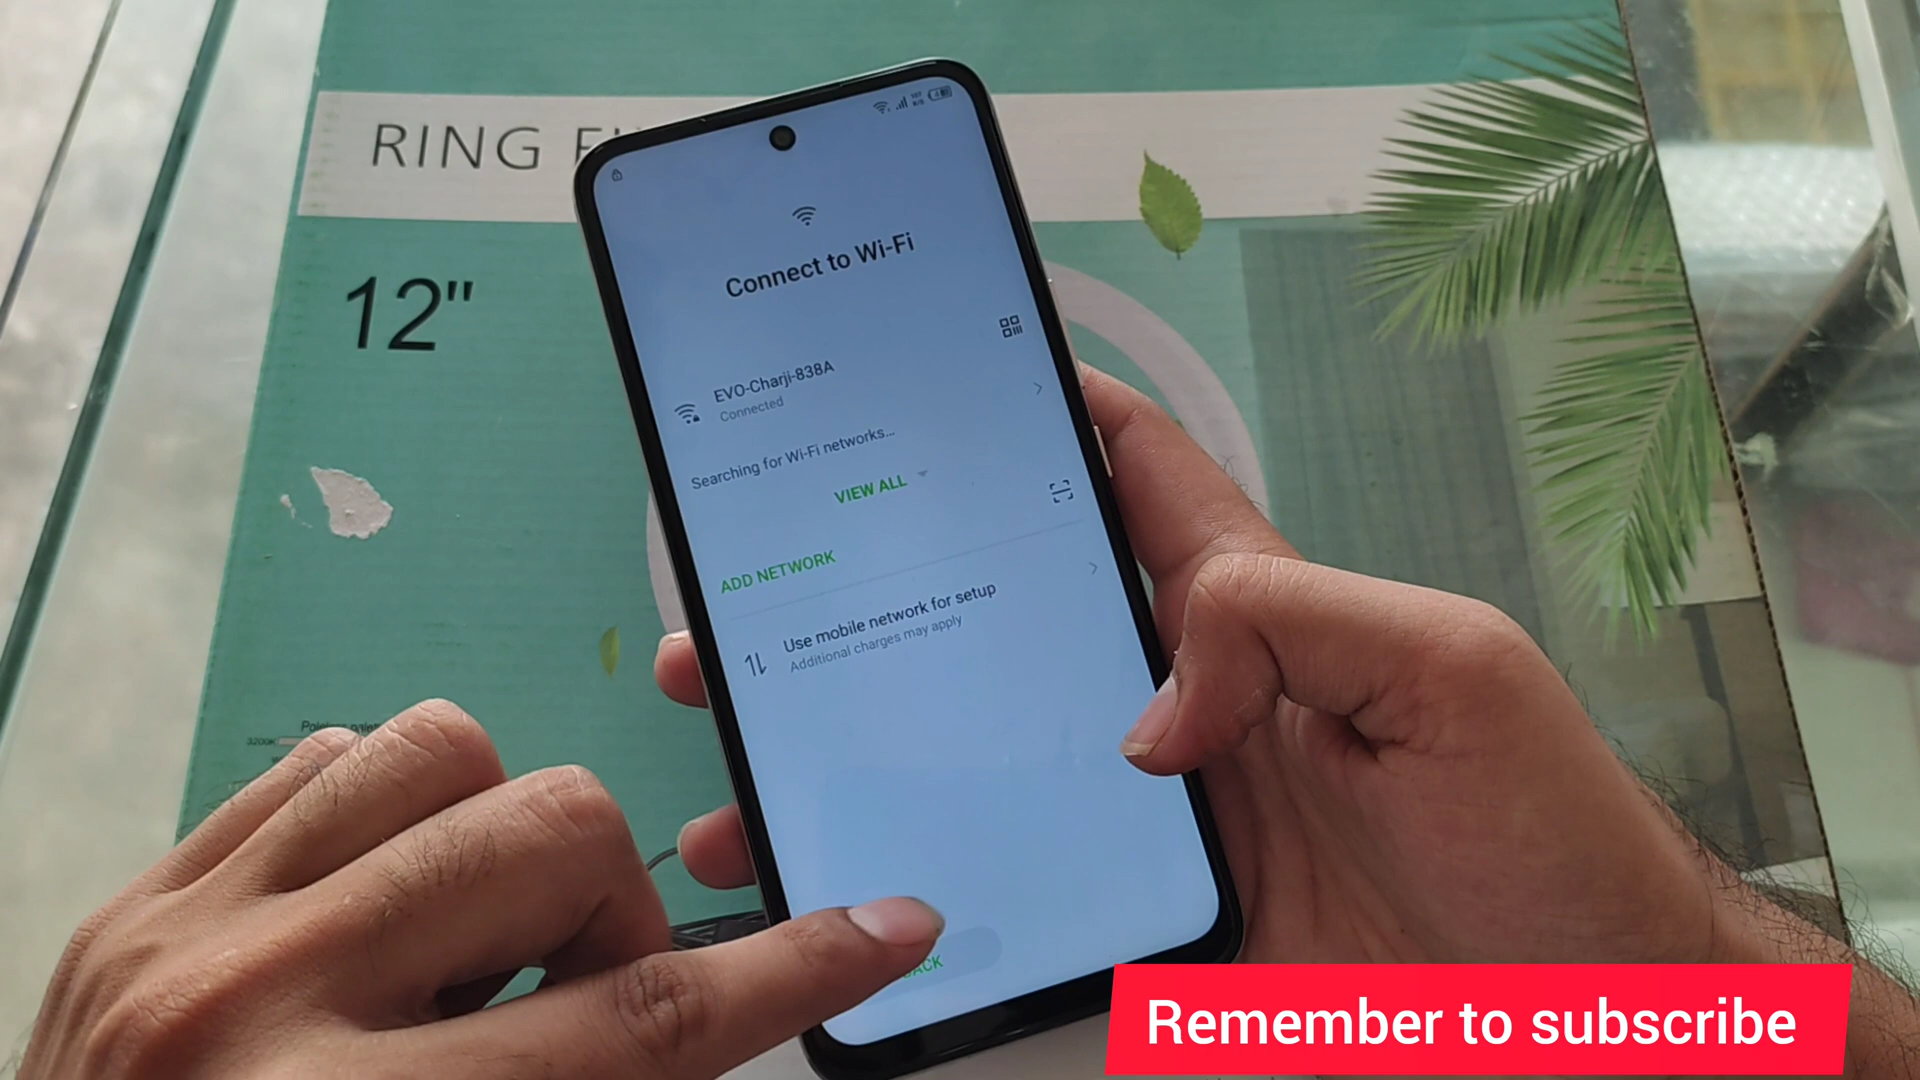 RING
12"
Connect to Wi-Fi
EVO-Charji-838A
Connected
Searching for Wi-Fi networks...
VIEW ALL
ADD NETWORK
Use mobile network for setup
Additional charges may apply
3200K
Remember to subscribe